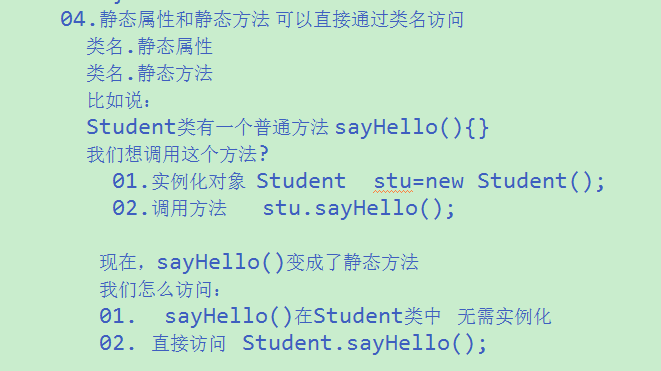 04.静态属性和静态方法 可以直接通过类名访问
类名.静态属性
类名.静态方法
比如说:
Student类有一个普通方法 sayHello(){}
我们想调用这个方法?
01.实例化对象 Student  stu=new Student();
02.调用方法   stu.sayHello();
现在，sayHello()变成了静态方法
我们怎么访问:
01.  sayHello()在Student类中  无需实例化
02. 直接访问 Student.sayHello();